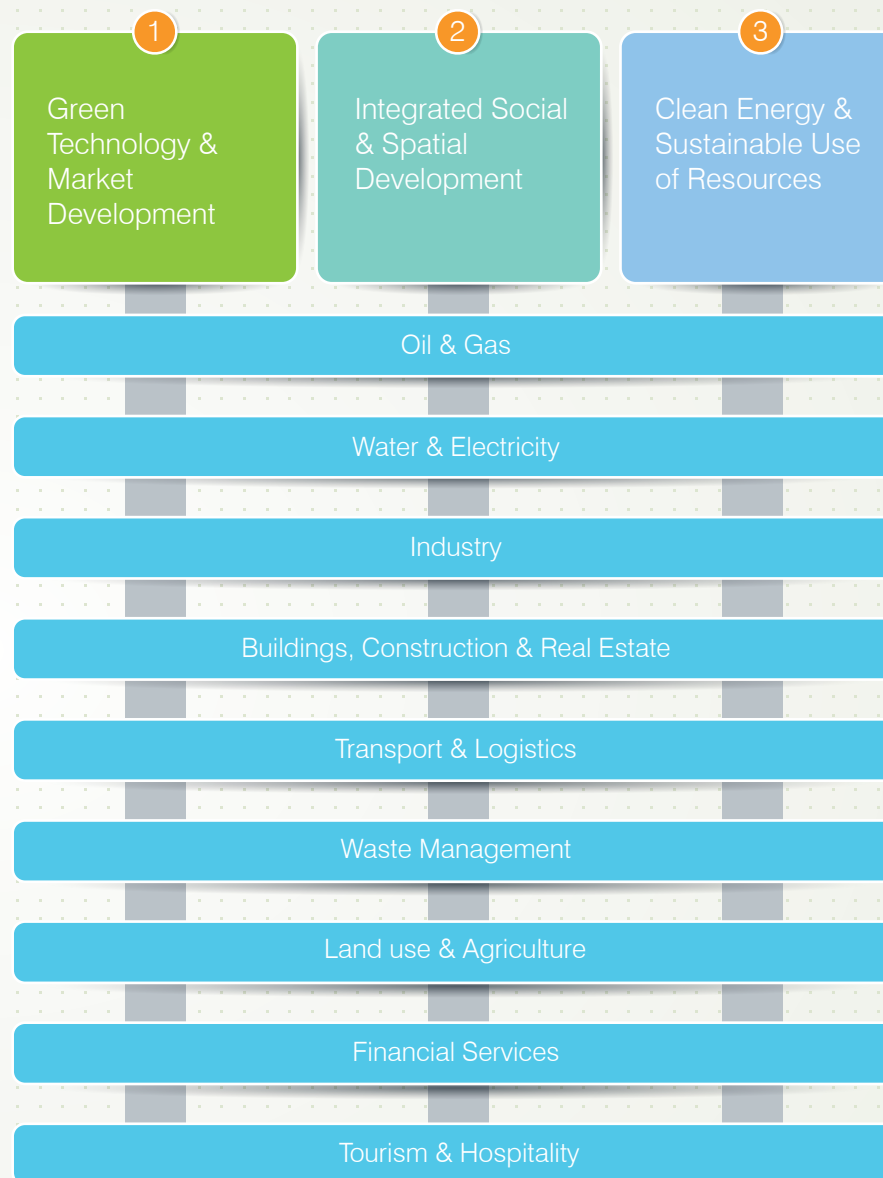 1
Green
Technology &
Market
Development
2
Integrated Social
& Spatial
Development
3
Clean Energy &
Sustainable Use
of Resources
Oil & Gas
Water & Electricity
Industry
Buildings, Construction & Real Estate
Transport & Logistics
Waste Management
Land use & Agriculture
Financial Services
Tourism & Hospitality